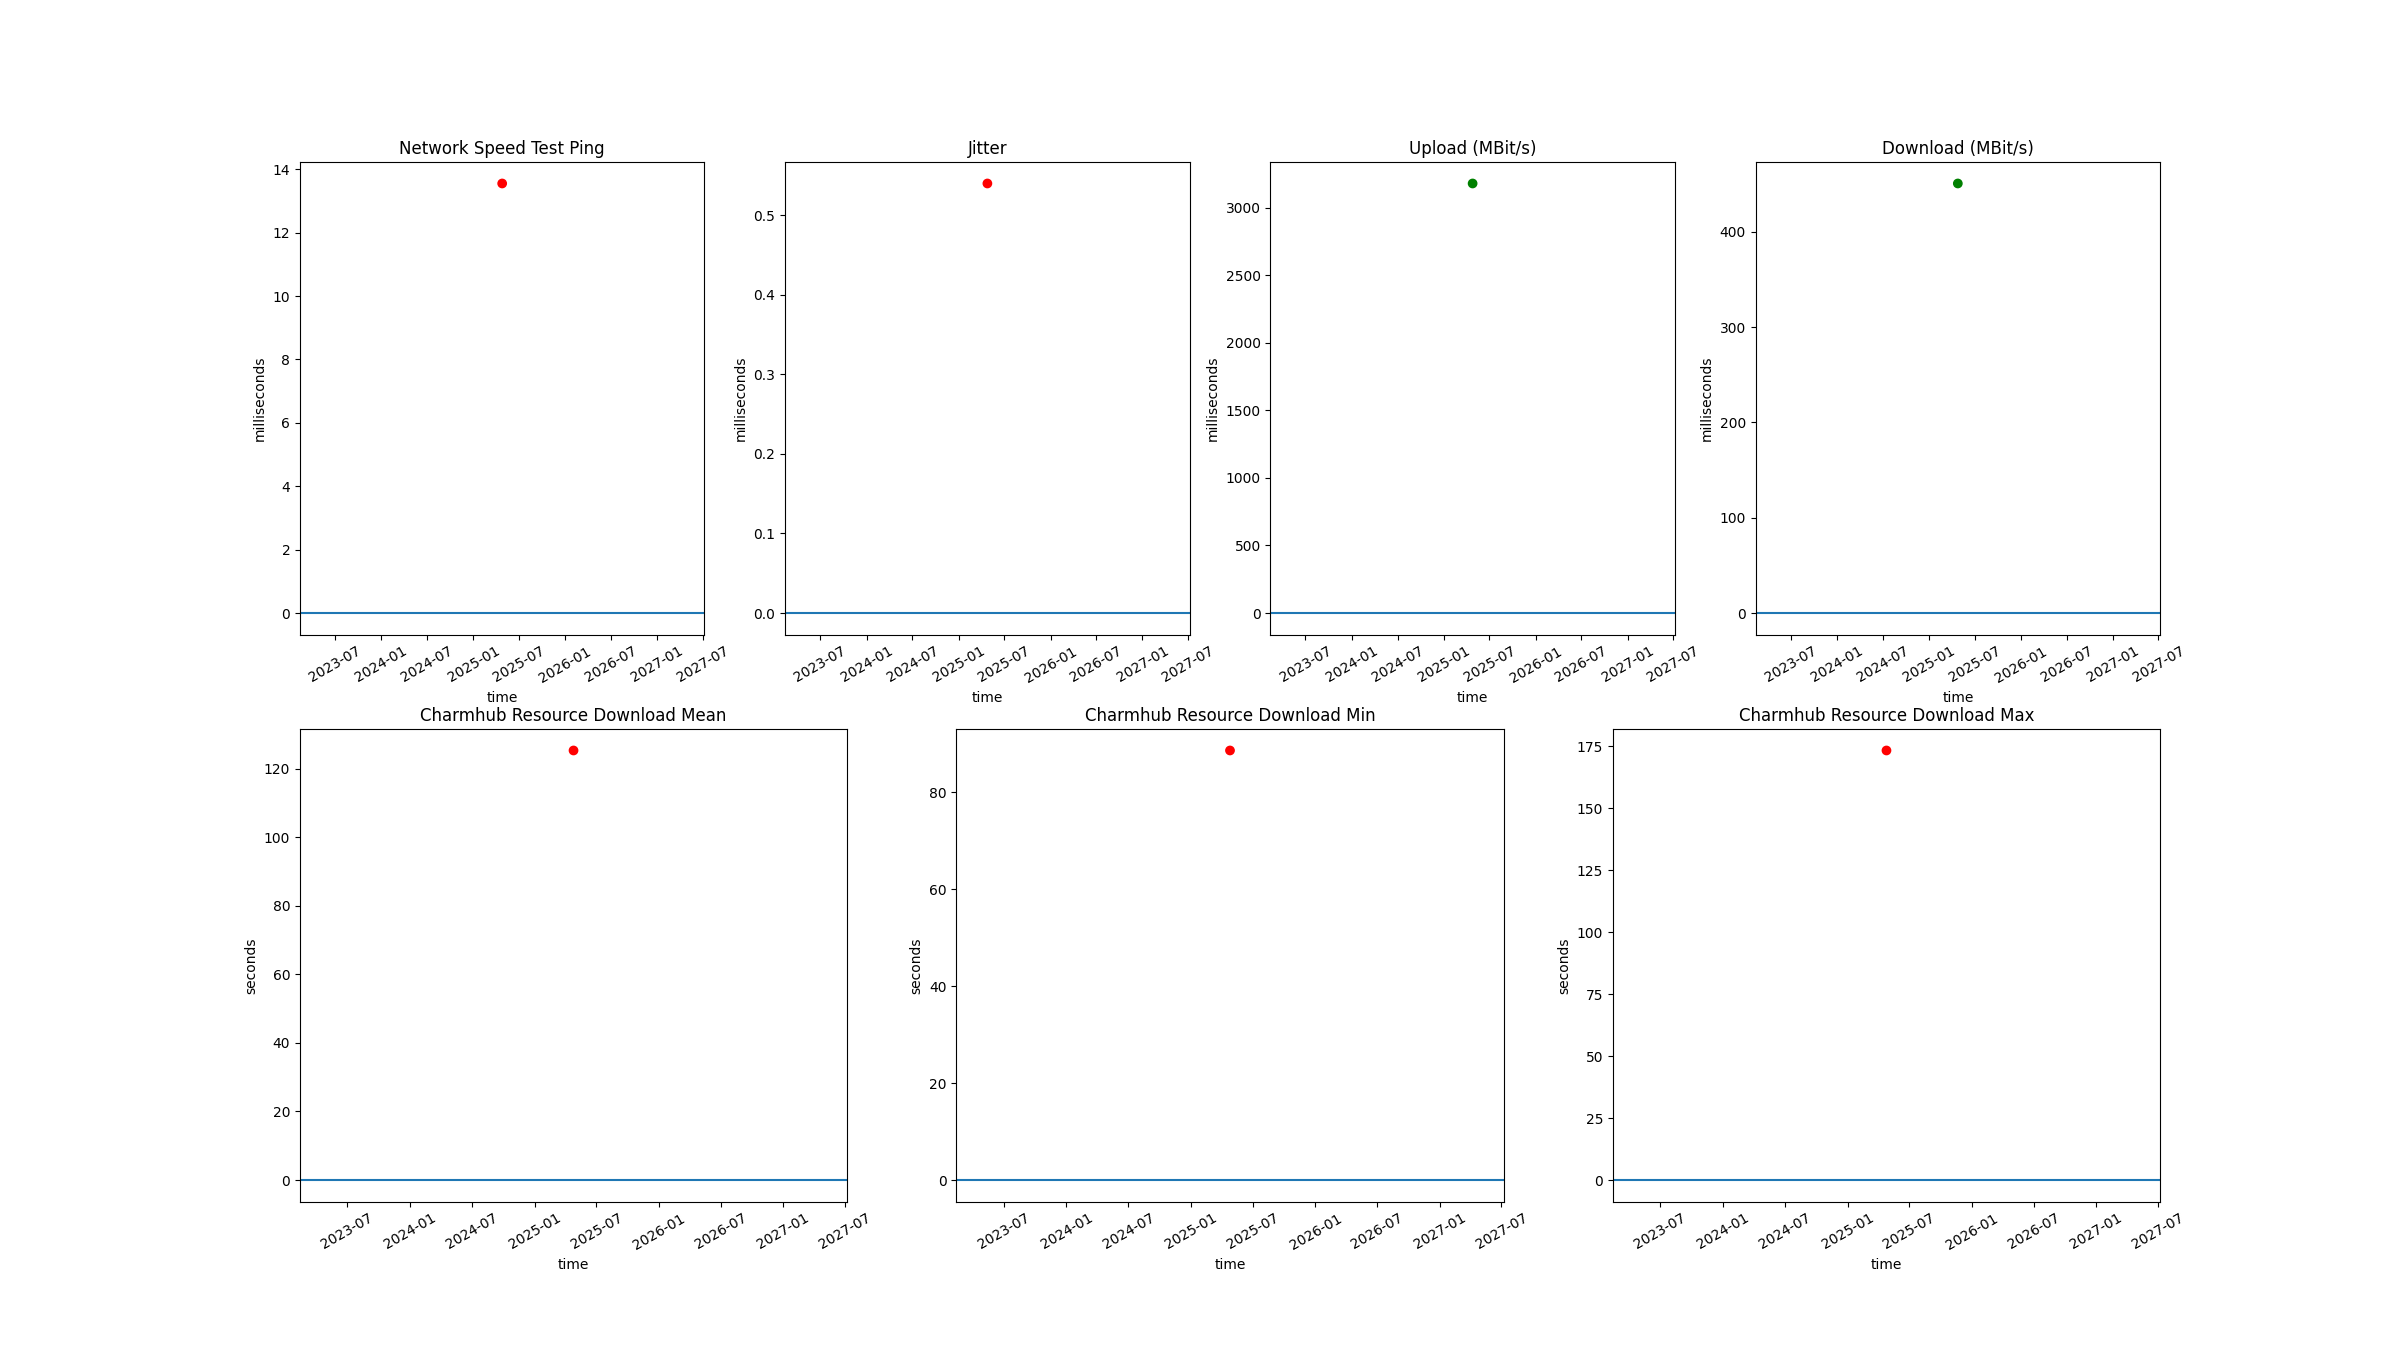 Network Speed Test Ping
14
12
10
8
6
4
2
0
milliseconds
2023-07 2024-01 2024-07 2025-01 2025-07 2026-01 2026-07 2027-01 2027-07
time
Jitter
0.5
0.4
0.3
0.2
0.1
0.0
milliseconds
2023-07 2024-01 2024-07 2025-01 2025-07 2026-01 2026-07 2027-01 2027-07
time
Upload (MBit/s)
3000
2500
2000
1500
1000
500
0
milliseconds
2023-07 2024-01 2024-07 2025-01 2025-07 2026-01 2026-07 2027-01 2027-07
time
Download (MBit/s)
400
300
200
100
0
milliseconds
2023-07 2024-01 2024-07 2025-01 2025-07 2026-01 2026-07 2027-01 2027-07
time
Charmhub Resource Download Mean
120
100
80
60
40
20
0
seconds
2023-07 2024-01 2024-07 2025-01 2025-07 2026-01 2026-07 2027-01 2027-07
time
Charmhub Resource Download Min
80
60
40
20
0
seconds
2023-07 2024-01 2024-07 2025-01 2025-07 2026-01 2026-07 2027-01 2027-07
time
Charmhub Resource Download Max
175
150
125
100
75
50
25
0
seconds
2023-07 2024-01 2024-07 2025-01 2025-07 2026-01 2026-07 2027-01 2027-07
time